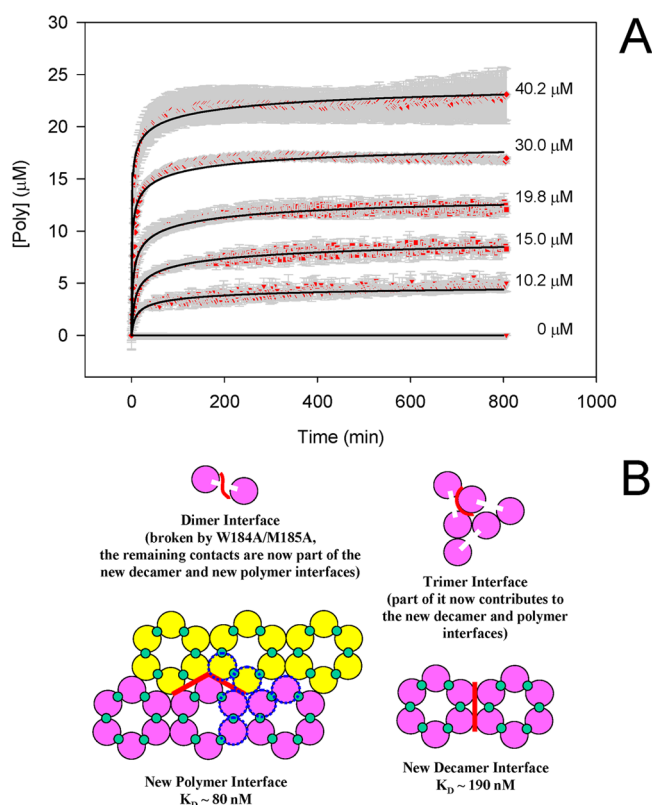 A
30
25
20
15
10
5
0
[Poly] (μM)
40.2 μM
30.0 μM
19.8 μM
15.0 μM
10.2 μM
0 μM
0 200 400 600 800 1000
Time (min)
B
Dimer Interface
(broken by W184A/M185A,
the remaining contacts are now part of the
new decamer and new polymer interfaces)
Trimer Interface
(part of it now contributes to
the new decamer and polymer
interfaces)
New Polymer Interface
K_D ~ 80 nM
New Decamer Interface
K_D ~ 190 nM